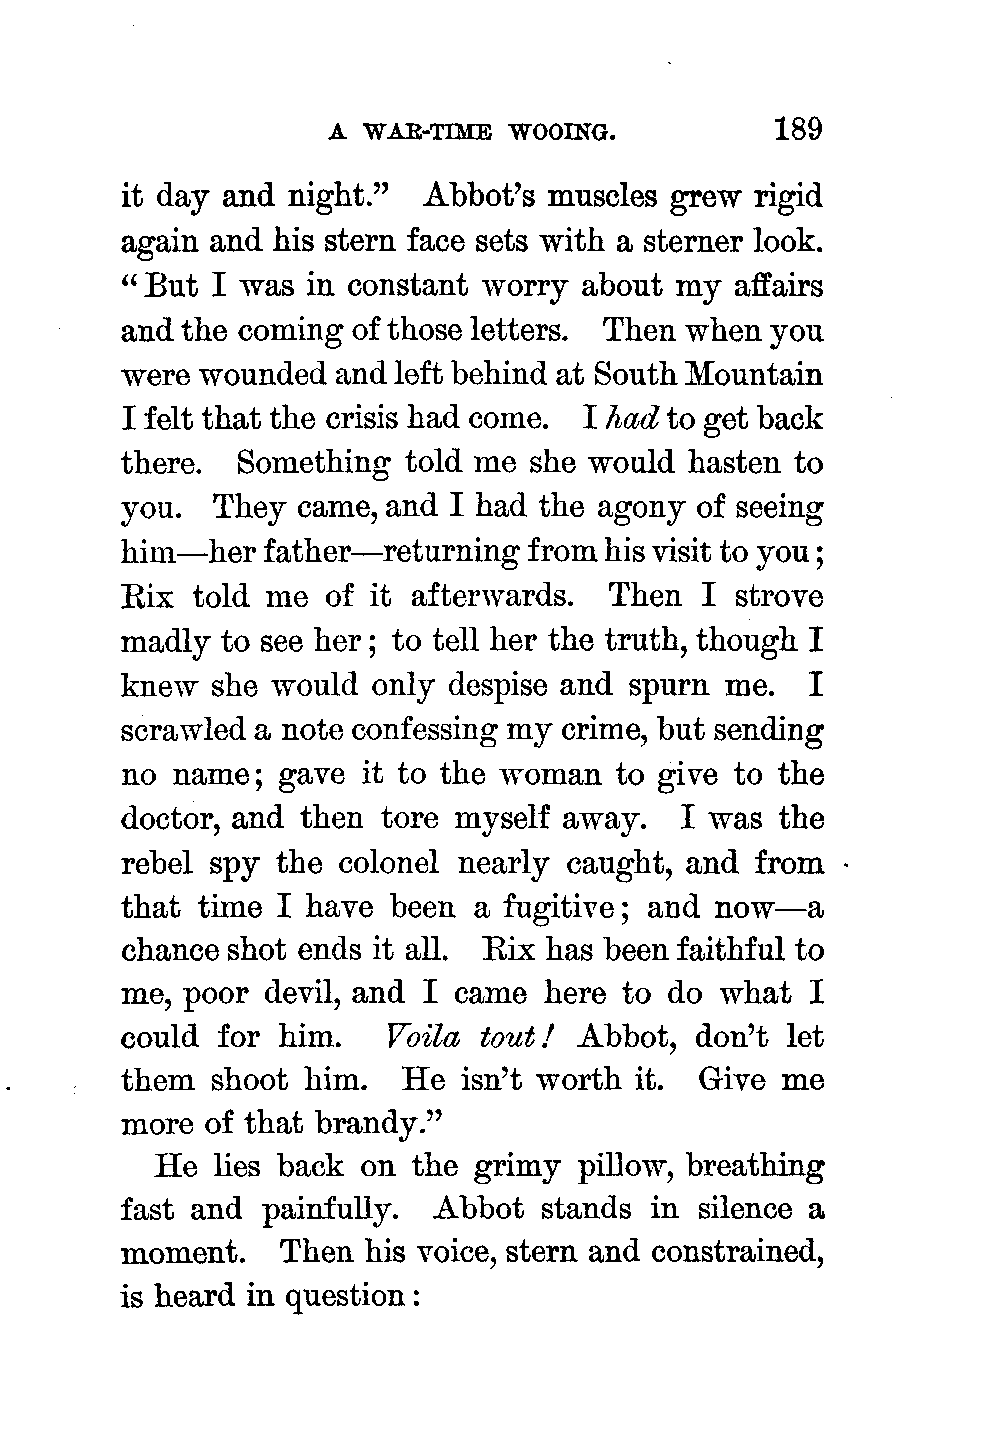 A WAR-TIME WOOING. 189
it day and night.” Abbot’s muscles grew rigid
again and his stern face sets with a sterner look.
“But I was in constant worry about my affairs
and the coming of those letters. Then when you
were wounded and left behind at South Mountain
I felt that the crisis had come. I had to get back
there. Something told me she would hasten to
you. They came, and I had the agony of seeing
him—her father—returning from his visit to you;
Rix told me of it afterwards. Then I strove
madly to see her; to tell her the truth, though I
knew she would only despise and spurn me. I
scrawled a note confessing my crime, but sending
no name; gave it to the woman to give to the
doctor, and then tore myself away. I was the
rebel spy the colonel nearly caught, and from
that time I have been a fugitive; and now—a
chance shot ends it all. Rix has been faithful to
me, poor devil, and I came here to do what I
could for him. Voila tout! Abbot, don’t let
them shoot him. He isn’t worth it. Give me
more of that brandy.”
He lies back on the grimy pillow, breathing
fast and painfully. Abbot stands in silence a
moment. Then his voice, stern and constrained,
is heard in question: